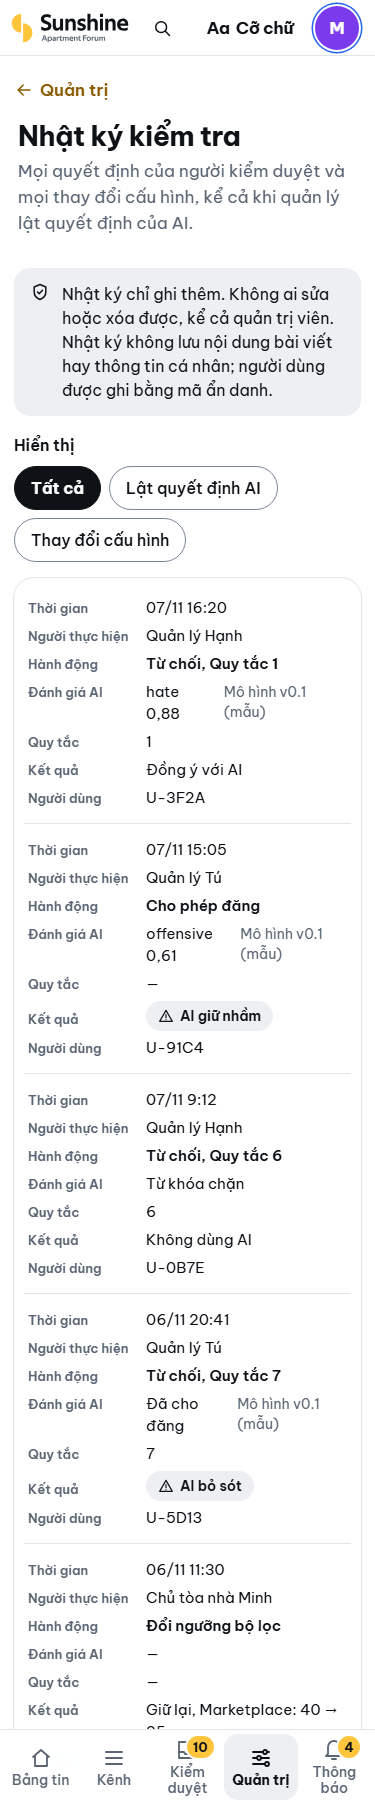 Sunshine
Apartment Forum
Aa Cỡ chữ
M
← Quản trị
Nhật ký kiểm tra
Mọi quyết định của người kiểm duyệt và
mọi thay đổi cấu hình, kể cả khi quản lý
lật quyết định của AI.
Nhật ký chỉ ghi thêm. Không ai sửa
hoặc xóa được, kể cả quản trị viên.
Nhật ký không lưu nội dung bài viết
hay thông tin cá nhân; người dùng
được ghi bằng mã ẩn danh.
Hiển thị
Tất cả
Lật quyết định AI
Thay đổi cấu hình
Thời gian 07/11 16:20
Người thực hiện Quản lý Hạnh
Hành động Từ chối, Quy tắc 1
Đánh giá AI hate 0,88 Mô hình v0.1 (mẫu)
Quy tắc 1
Kết quả Đồng ý với AI
Người dùng U-3F2A
Thời gian 07/11 15:05
Người thực hiện Quản lý Tú
Hành động Cho phép đăng
Đánh giá AI offensive 0,61 Mô hình v0.1 (mẫu)
Quy tắc —
Kết quả AI giữ nhầm
Người dùng U-91C4
Thời gian 07/11 9:12
Người thực hiện Quản lý Hạnh
Hành động Từ chối, Quy tắc 6
Đánh giá AI Từ khóa chặn
Quy tắc 6
Kết quả Không dùng AI
Người dùng U-0B7E
Thời gian 06/11 20:41
Người thực hiện Quản lý Tú
Hành động Từ chối, Quy tắc 7
Đánh giá AI Đã cho đăng Mô hình v0.1 (mẫu)
Quy tắc 7
Kết quả AI bỏ sót
Người dùng U-5D13
Thời gian 06/11 11:30
Người thực hiện Chủ tòa nhà Minh
Hành động Đổi ngưỡng bộ lọc
Đánh giá AI —
Quy tắc —
Kết quả Giữ lại, Marketplace: 40 →
Bảng tin
Kênh
10
Kiểm duyệt
Quản trị
4
Thông báo